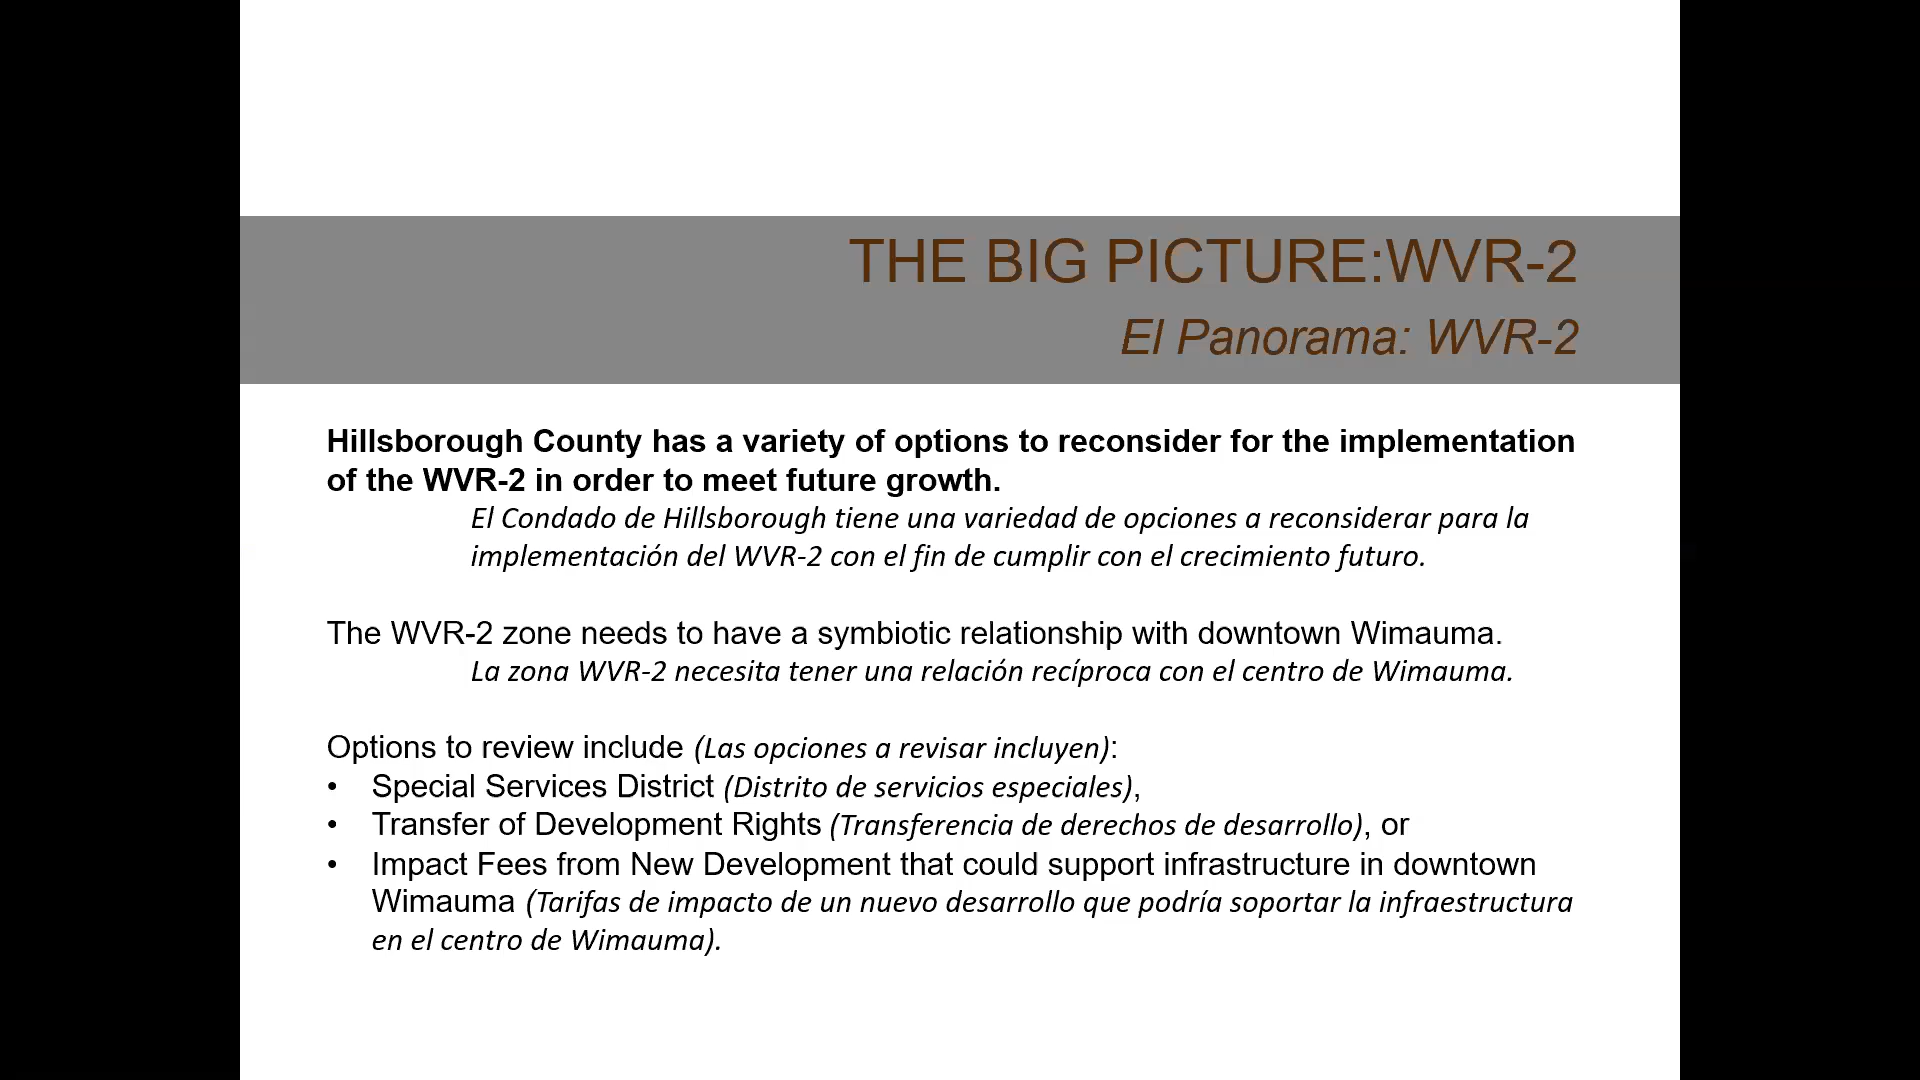 THE BIG PICTURE:WVR-2
El Panorama: WVR-2
Hillsborough County has a variety of options to reconsider for the implementation
of the WVR-2 in order to meet future growth.
El Condado de Hillsborough tiene una variedad de opciones a reconsiderar para la
implementación del WVR-2 con el fin de cumplir con el crecimiento futuro.
The WVR-2 zone needs to have a symbiotic relationship with downtown Wimauma.
La zona WVR-2 necesita tener una relación recíproca con el centro de Wimauma.
Options to review include (Las opciones a revisar incluyen):
• Special Services District (Distrito de servicios especiales),
• Transfer of Development Rights (Transferencia de derechos de desarrollo), or
• Impact Fees from New Development that could support infrastructure in downtown
Wimauma (Tarifas de impacto de un nuevo desarrollo que podría soportar la infraestructura
en el centro de Wimauma).